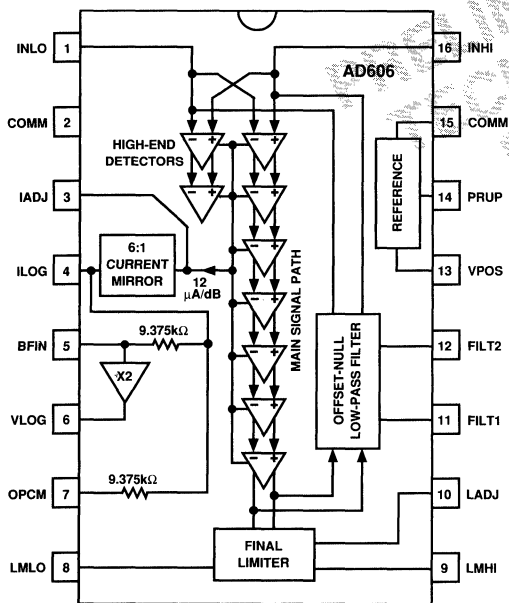 INLO 1
16 INHI
AD606
COMM 2
15 COMM
HIGH-END
DETECTORS
- + - +
IADJ 3
- + - +
REFERENCE
14 PRUP
6:1
CURRENT
MIRROR
ILOG 4
12
µA/dB
- +
MAIN SIGNAL PATH
13 VPOS
- +
BFIN 5
9.375kΩ
X2
- +
OFFSET-NULL
LOW-PASS FILTER
12 FILT2
VLOG 6
- +
11 FILT1
9.375kΩ
OPCM 7
- +
10 LADJ
FINAL
LIMITER
LMLO 8
9 LMHI